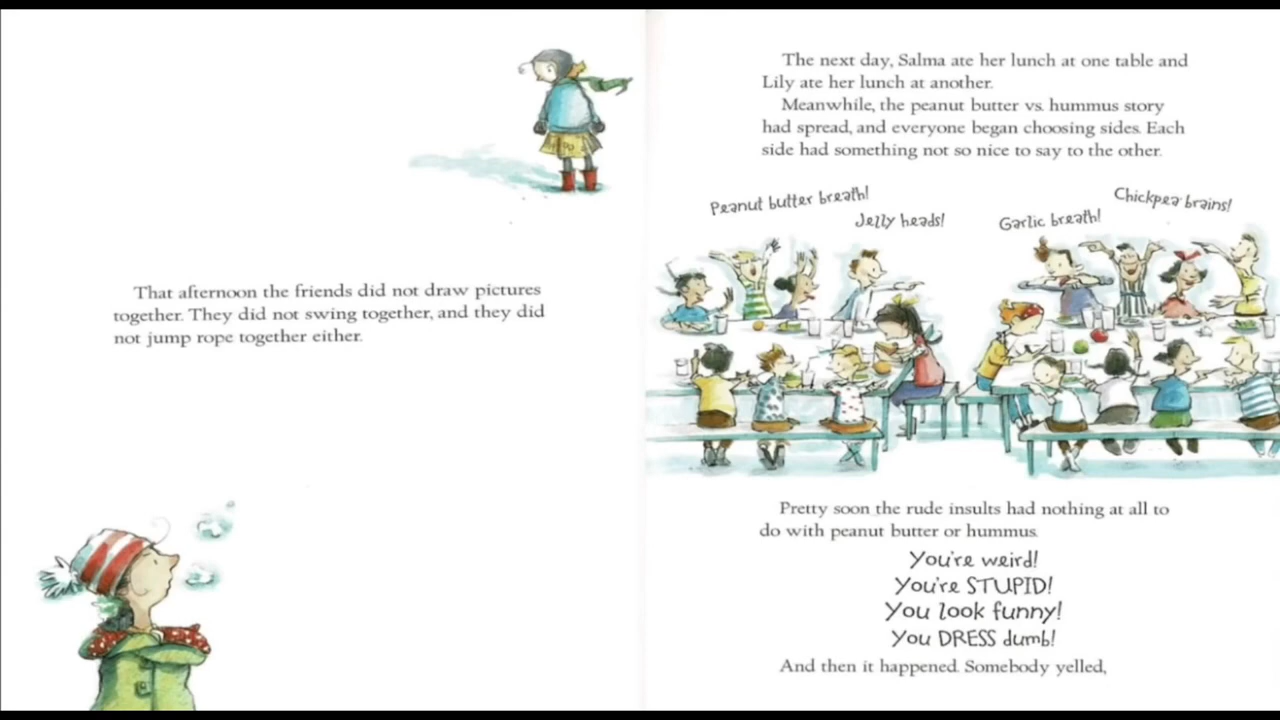 That afternoon the friends did not draw pictures
together. They did not swing together, and they did
not jump rope together either.
The next day, Salma ate her lunch at one table and
Lily ate her lunch at another.
Meanwhile, the peanut butter vs. hummus story
had spread, and everyone began choosing sides. Each
side had something not so nice to say to the other.
Peanut butter breath!
Jelly heads!
Garlic breath!
Chickpea brains!
Pretty soon the rude insults had nothing at all to
do with peanut butter or hummus.
You're weird!
You're STUPID!
You look funny!
You DRESS dumb!
And then it happened. Somebody yelled,